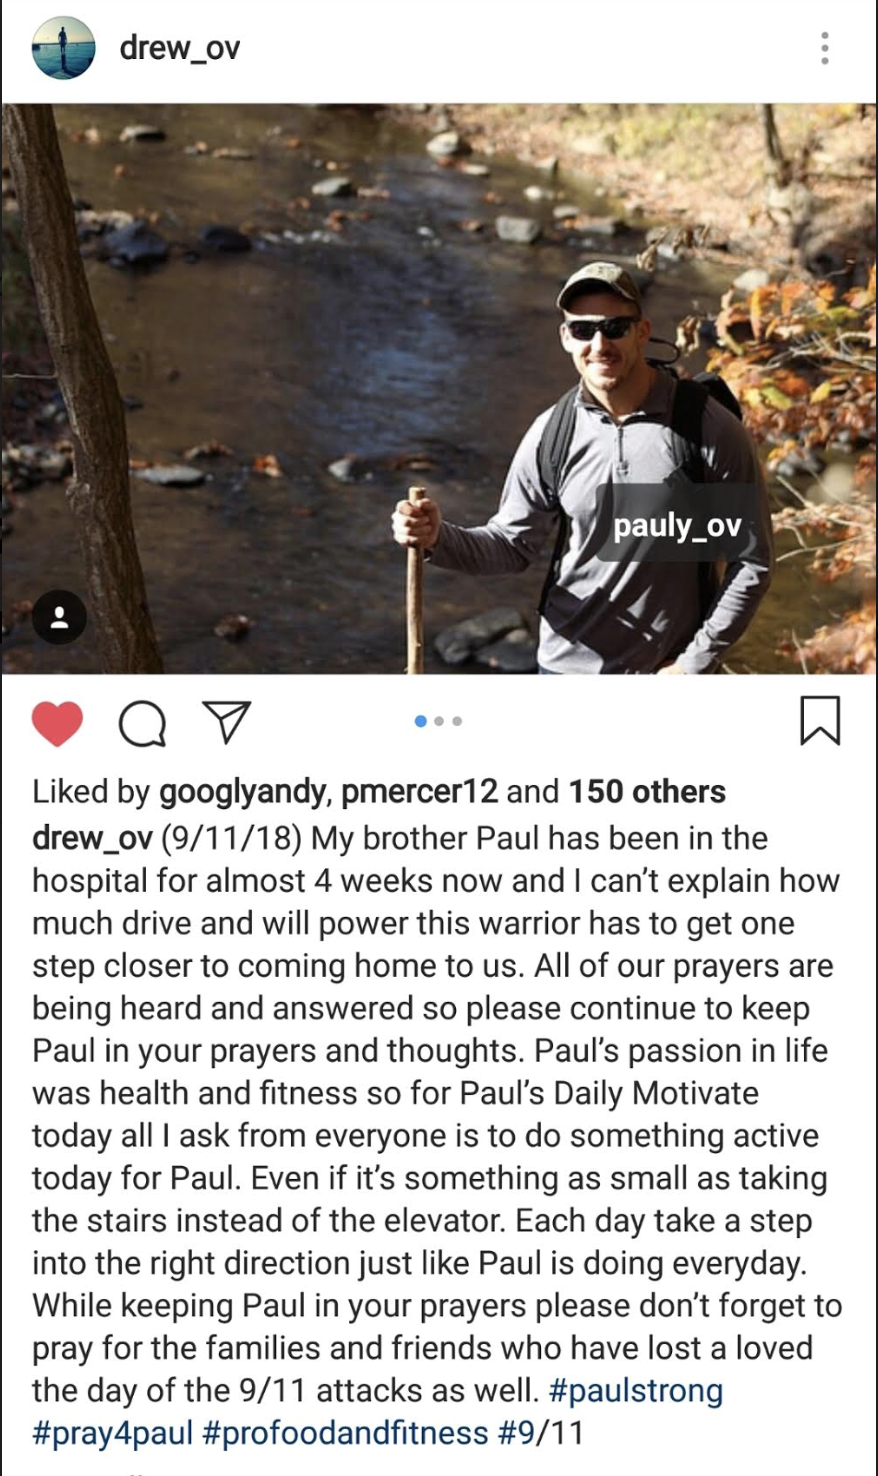 drew_ov
pauly_ov
Liked by googlyandy, pmercer12 and 150 others
drew_ov (9/11/18) My brother Paul has been in the
hospital for almost 4 weeks now and I can't explain how
much drive and will power this warrior has to get one
step closer to coming home to us. All of our prayers are
being heard and answered so please continue to keep
Paul in your prayers and thoughts. Paul's passion in life
was health and fitness so for Paul's Daily Motivate
today all I ask from everyone is to do something active
today for Paul. Even if it's something as small as taking
the stairs instead of the elevator. Each day take a step
into the right direction just like Paul is doing everyday.
While keeping Paul in your prayers please don't forget to
pray for the families and friends who have lost a loved
the day of the 9/11 attacks as well. #paulstrong
#pray4paul #profoodandfitness #9/11